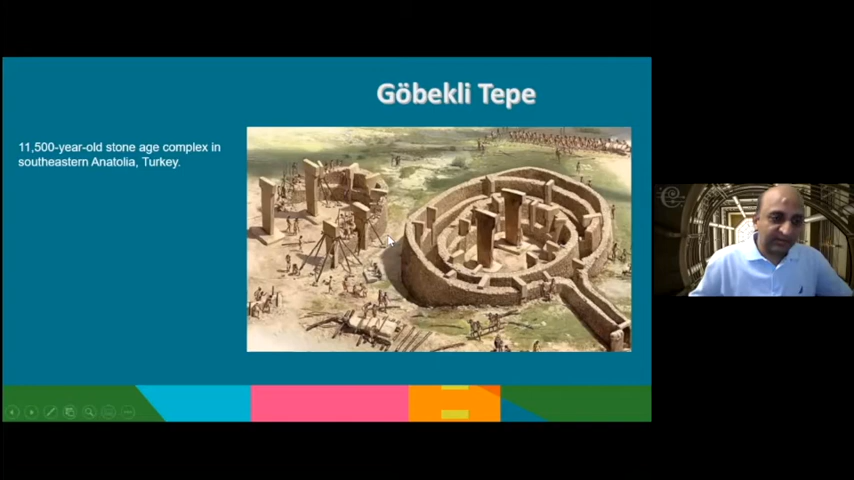 Göbekli Tepe
11,500-year-old stone age complex in
southeastern Anatolia, Turkey.